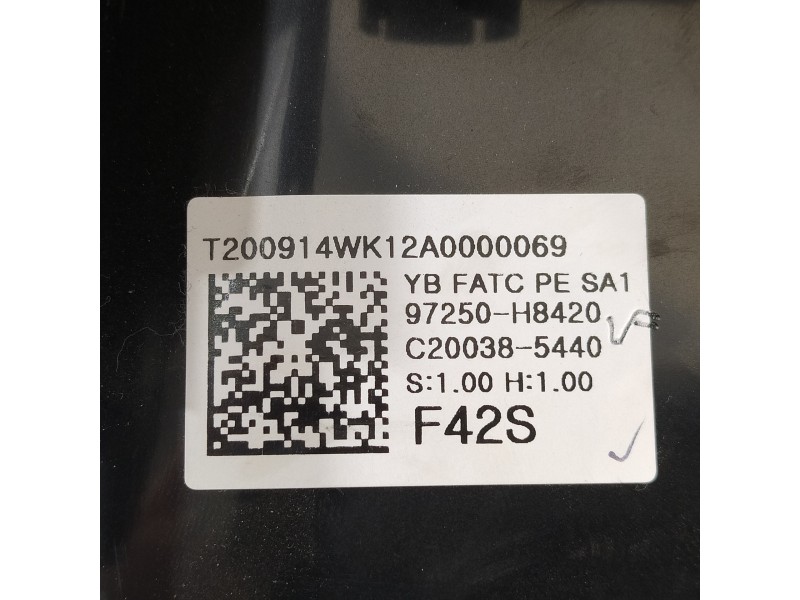 T200914WK12A0000069
YB FATC PE SA1
97250-H8420
C20038-5440
S:1.00 H:1.00
F42S